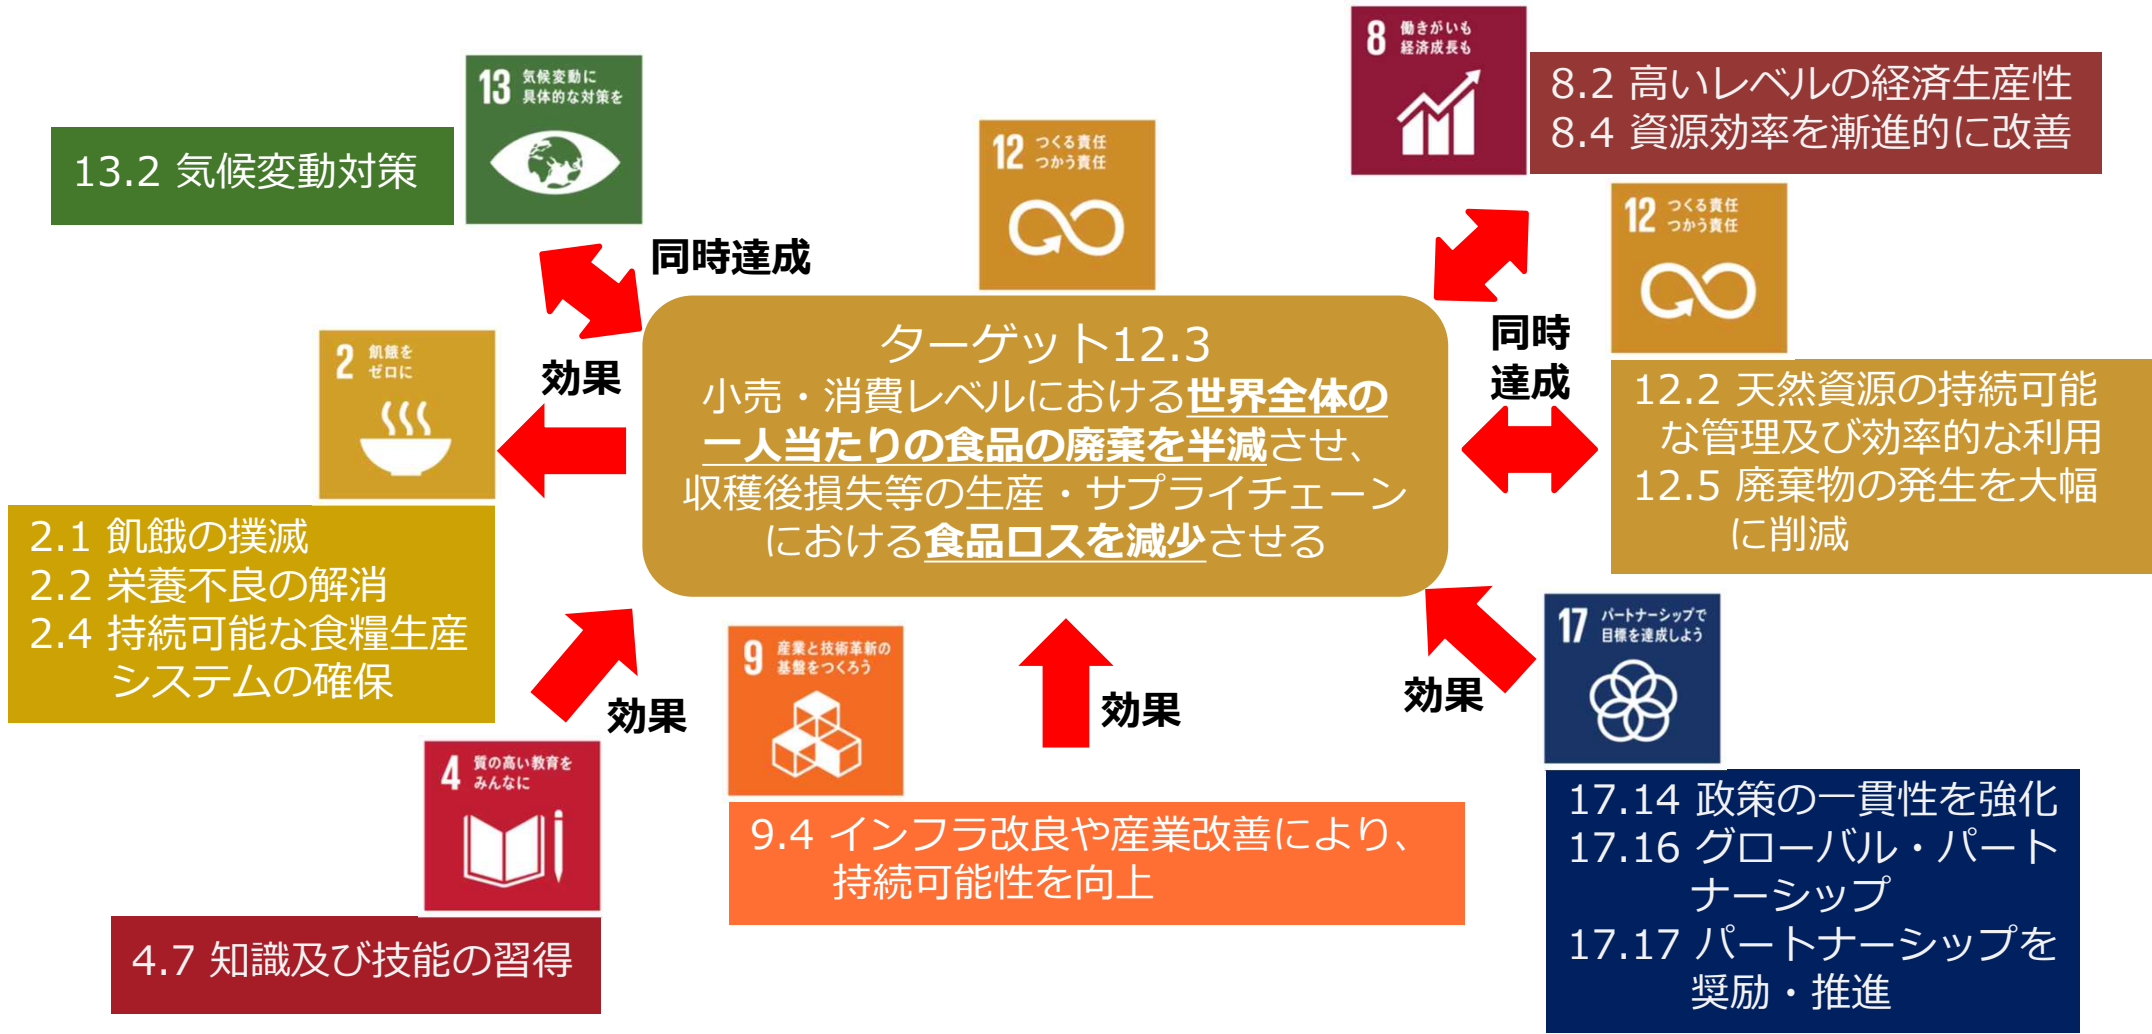 13 気候変動に
具体的な対策を
13.2 気候変動対策
同時達成
12 つくる責任
つかう責任
8 働きがいも
経済成長も
8.2 高いレベルの経済生産性
8.4 資源効率を漸進的に改善
12 つくる責任
つかう責任
同時
達成
12.2 天然資源の持続可能
な管理及び効率的な利用
12.5 廃棄物の発生を大幅
に削減
ターゲット12.3
小売・消費レベルにおける世界全体の
一人当たりの食品の廃棄を半減させ、
収穫後損失等の生産・サプライチェーン
における食品ロスを減少させる
2 飢餓を
ゼロに
効果
2.1 飢餓の撲滅
2.2 栄養不良の解消
2.4 持続可能な食糧生産
システムの確保
効果
4 質の高い教育を
みんなに
4.7 知識及び技能の習得
9 産業と技術革新の
基盤をつくろう
効果
9.4 インフラ改良や産業改善により、
持続可能性を向上
効果
17 パートナーシップで
目標を達成しよう
17.14 政策の一貫性を強化
17.16 グローバル・パート
ナーシップ
17.17 パートナーシップを
奨励・推進